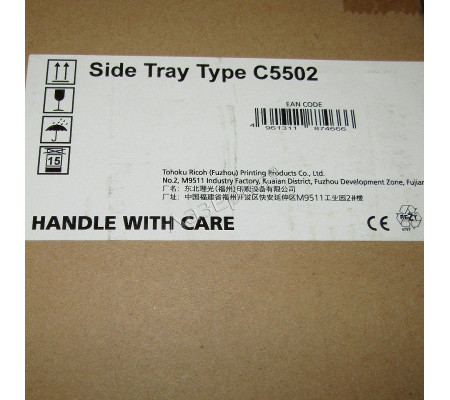 Side Tray Type C5502
EAN CODE
4 961311 874666
15
Tohoku Ricoh (Fuzhou) Printing Products Co., Ltd.
No.2, M9511 Industry Factory, Kuaian District, Fuzhou Development Zone, Fujian
厂名：东北理光（福州）印刷设备有限公司
厂址：中国福建省福州开发区快安延伸区M9511工业园2#楼
HANDLE WITH CARE
CE